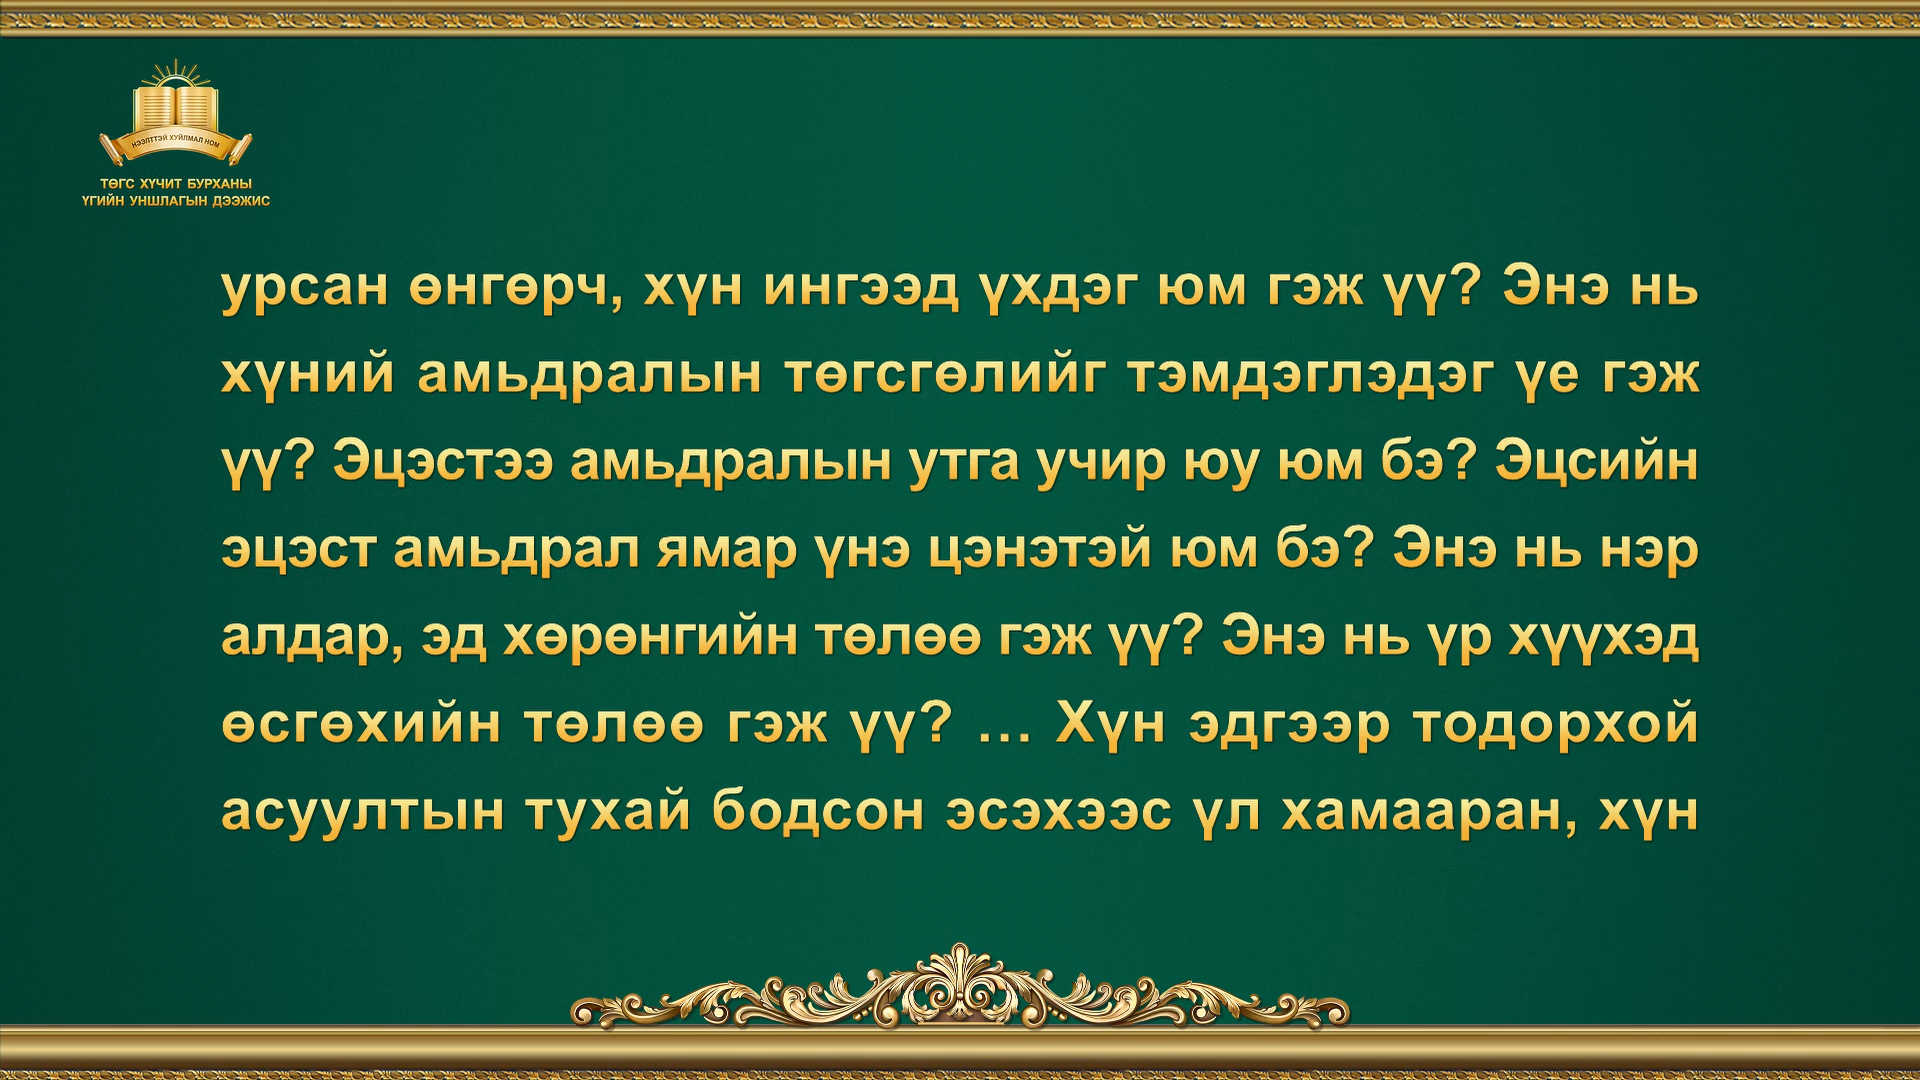 НЭЭЛТТЭЙ ХУЙЛМАЛ НОМ
ТӨГС ХҮЧИТ БУРХАНЫ
ҮГИЙН УНШЛАГЫН ДЭЭЖИС
урсан өнгөрч, хүн ингээд үхдэг юм гэж үү? Энэ нь
хүний амьдралын төгсгөлийг тэмдэглэдэг үе гэж
үү? Эцэстээ амьдралын утга учир юу юм бэ? Эцсийн
эцэст амьдрал ямар үнэ цэнэтэй юм бэ? Энэ нь нэр
алдар, эд хөрөнгийн төлөө гэж үү? Энэ нь үр хүүхэд
өсгөхийн төлөө гэж үү? … Хүн эдгээр тодорхой
асуултын тухай бодсон эсэхээс үл хамааран, хүн